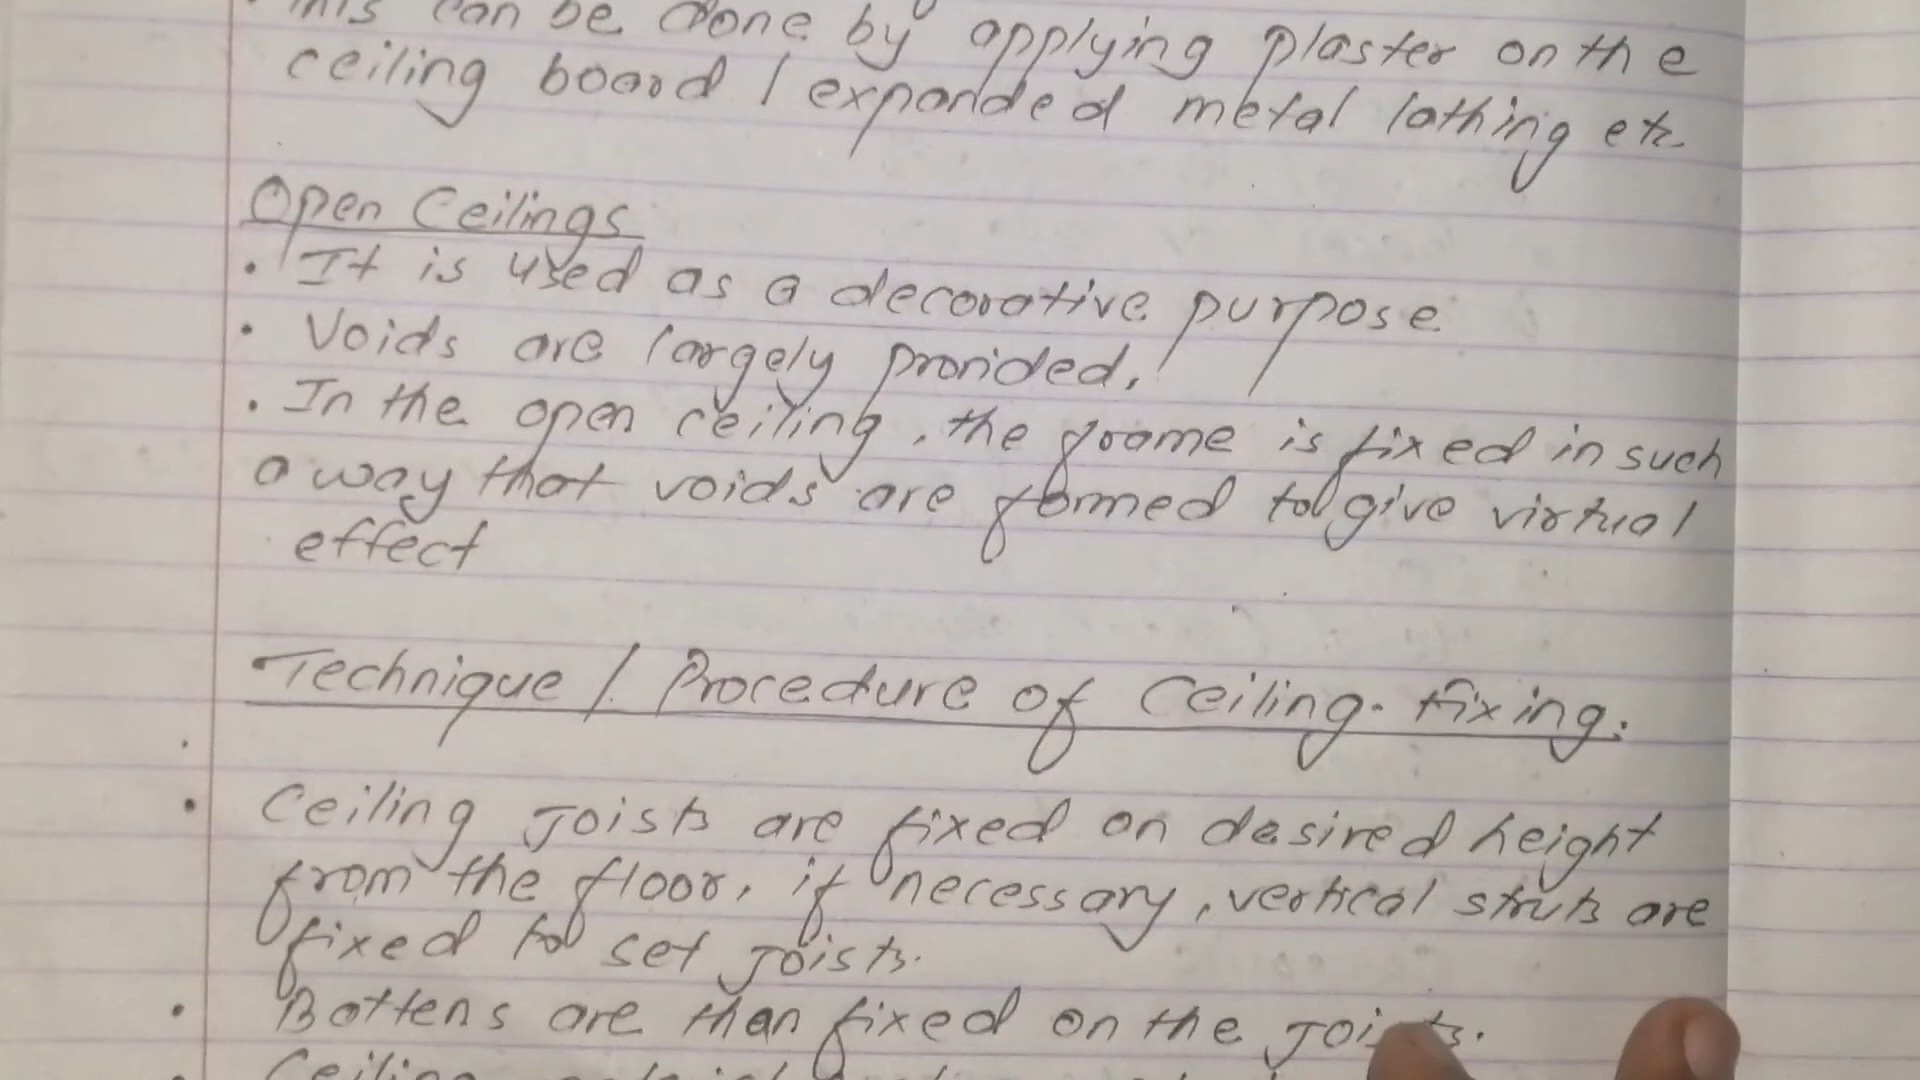 This can be done by applying plaster on the
ceiling board / expanded metal lathing etc.
Open Ceilings
· It is used as a decorative purpose
· Voids are largely provided.
· In the open ceiling, the frame is fixed in such
a way that voids are formed to give virtual
effect
Technique / Procedure of Ceiling fixing:
· Ceiling Joists are fixed on desired height
from the floor, if necessary, vertical struts are
fixed to set Joists.
· Battens are than fixed on the Joists.
Ceiling